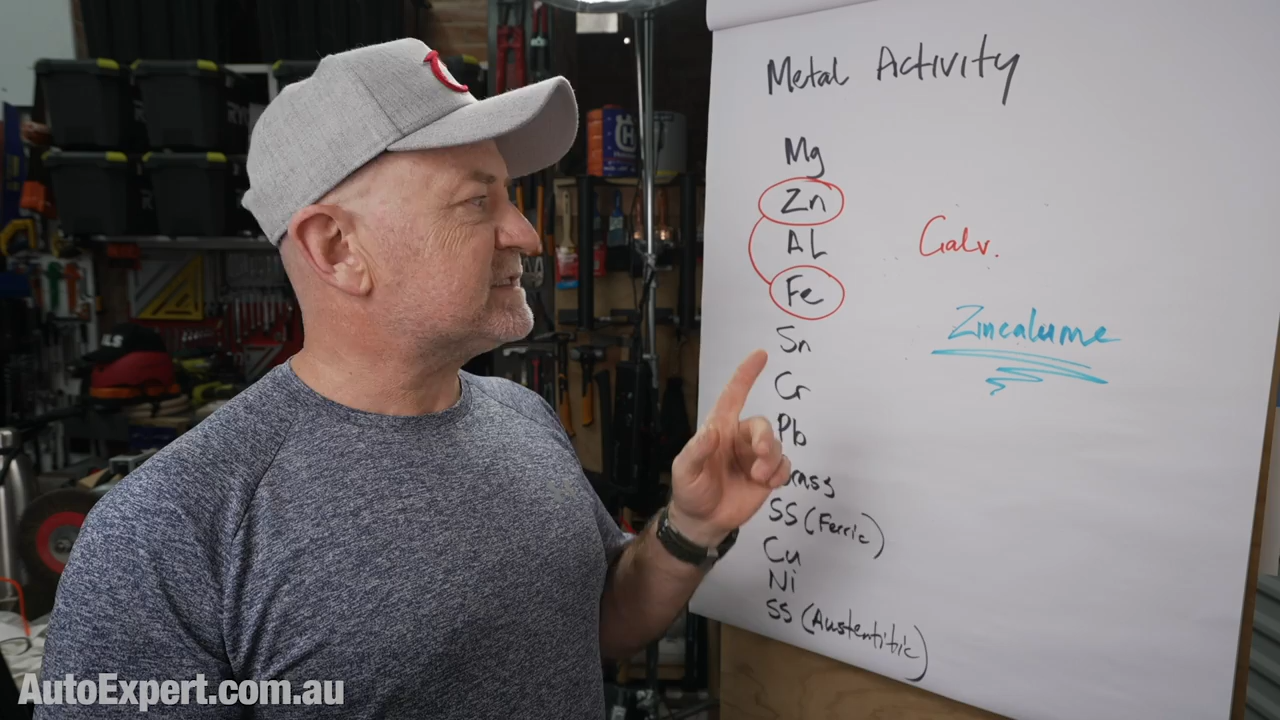 Metal Activity
Mg
Zn
AL
Fe
Galv.
Zincalume
Sn
Cr
Pb
SS (Ferric)
Cu
Ni
SS (Austentitic)
AutoExpert.com.au